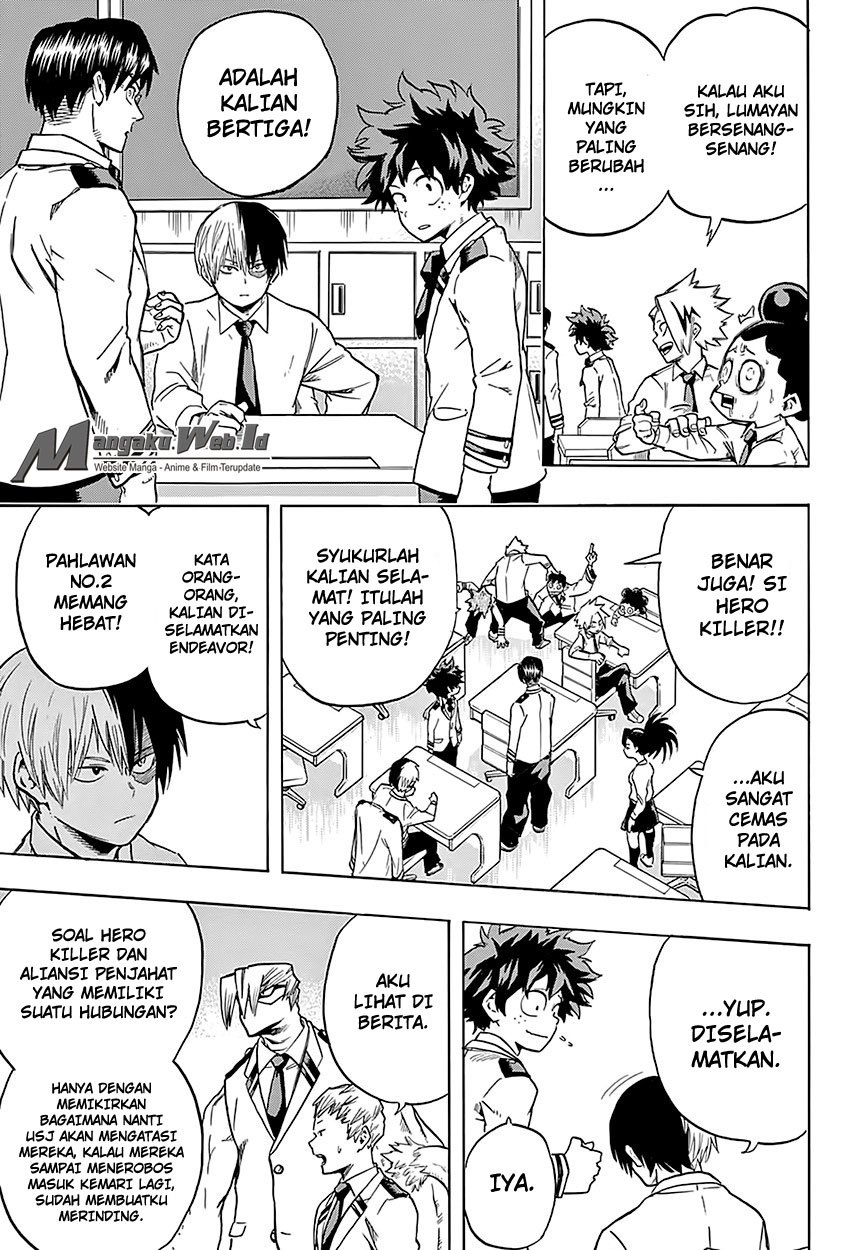 KALAU AKU
SIH, LUMAYAN
BERSENANG-
SENANG!
TAPI,
MUNGKIN
YANG
PALING
BERUBAH
...
ADALAH
KALIAN
BERTIGA!
Mangaku Web.Id
Website Manga - Anime & Film-Terupdate
BENAR
JUGA! SI
HERO
KILLER!!
...AKU
SANGAT
CEMAS
PADA
KALIAN.
SYUKURLAH
KALIAN SELA-
MAT! ITULAH
YANG PALING
PENTING!
KATA
ORANG-
ORANG,
KALIAN DI-
SELAMATKAN
ENDEAVOR!
PAHLAWAN
NO.2
MEMANG
HEBAT!
...YUP.
DISELA-
MATKAN.
IYA.
AKU
LIHAT DI
BERITA.
SOAL HERO
KILLER DAN
ALIANSI PENJAHAT
YANG MEMILIKI
SUATU HUBUNGAN?
HANYA DENGAN
MEMIKIRKAN
BAGAIMANA NANTI
USJ AKAN MENGATASI
MEREKA, KALAU MEREKA
SAMPAI MENEROBOS
MASUK KEMARI LAGI,
SUDAH MEMBUATKU
MERINDING.